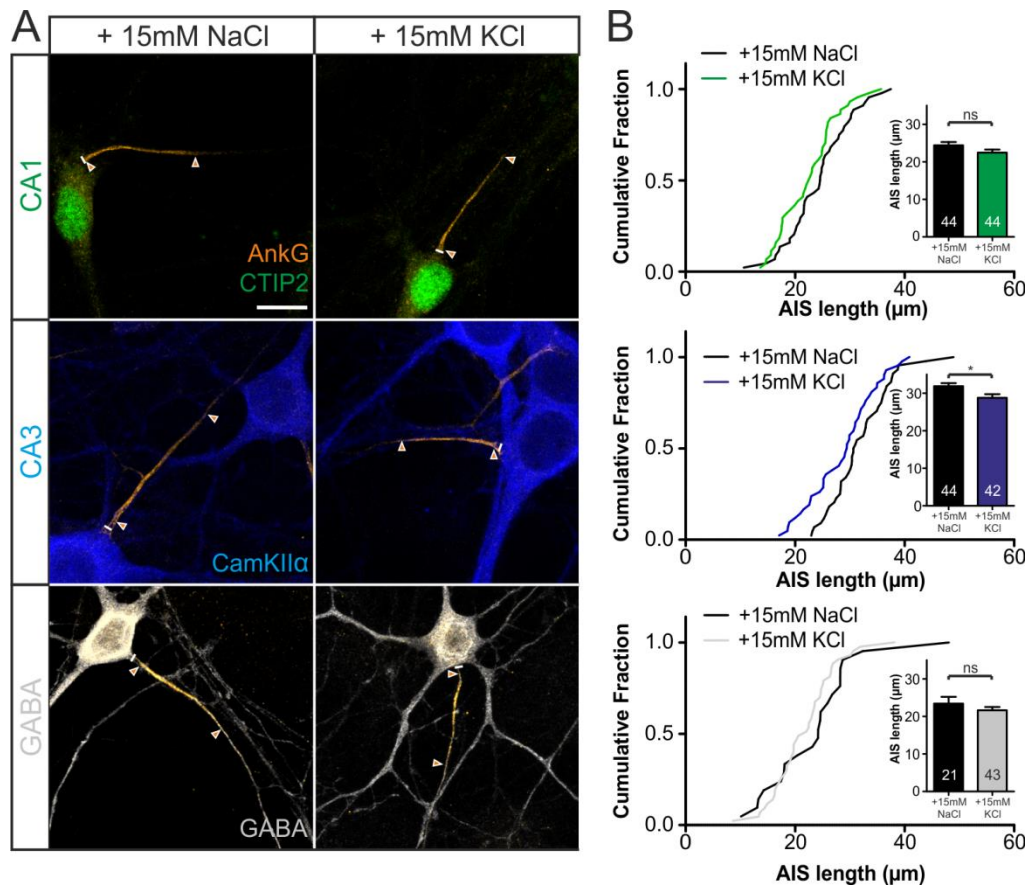 A
+ 15mM NaCl
+ 15mM KCl
CA1
AnkG
CTIP2
CA3
CamKIIα
GABA
GABA
B
+15mM NaCl
+15mM KCl
Cumulative Fraction
1.0
0.5
0.0
0
20
40
60
AIS length (µm)
ns
AIS length (µm)
30
20
10
0
44
44
+15mM
NaCl
+15mM
KCl
+15mM NaCl
+15mM KCl
Cumulative Fraction
1.0
0.5
0.0
0
20
40
60
AIS length (µm)
*
AIS length (µm)
30
20
10
0
44
42
+15mM
NaCl
+15mM
KCl
+15mM NaCl
+15mM KCl
Cumulative Fraction
1.0
0.5
0.0
0
20
40
60
AIS length (µm)
ns
AIS length (µm)
30
20
10
0
21
43
+15mM
NaCl
+15mM
KCl